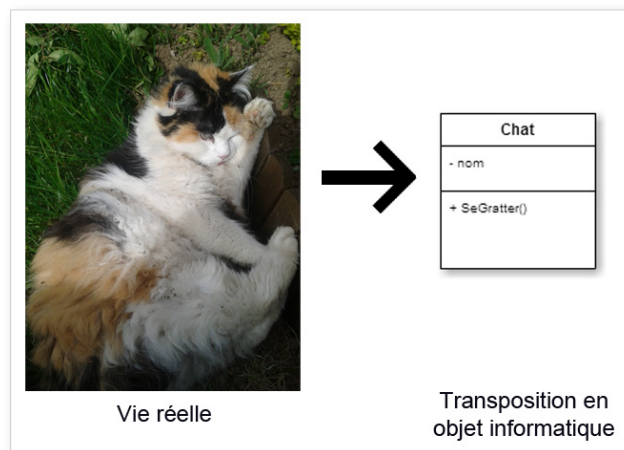 Chat
- nom
+ SeGratter()
Vie réelle
Transposition en
objet informatique